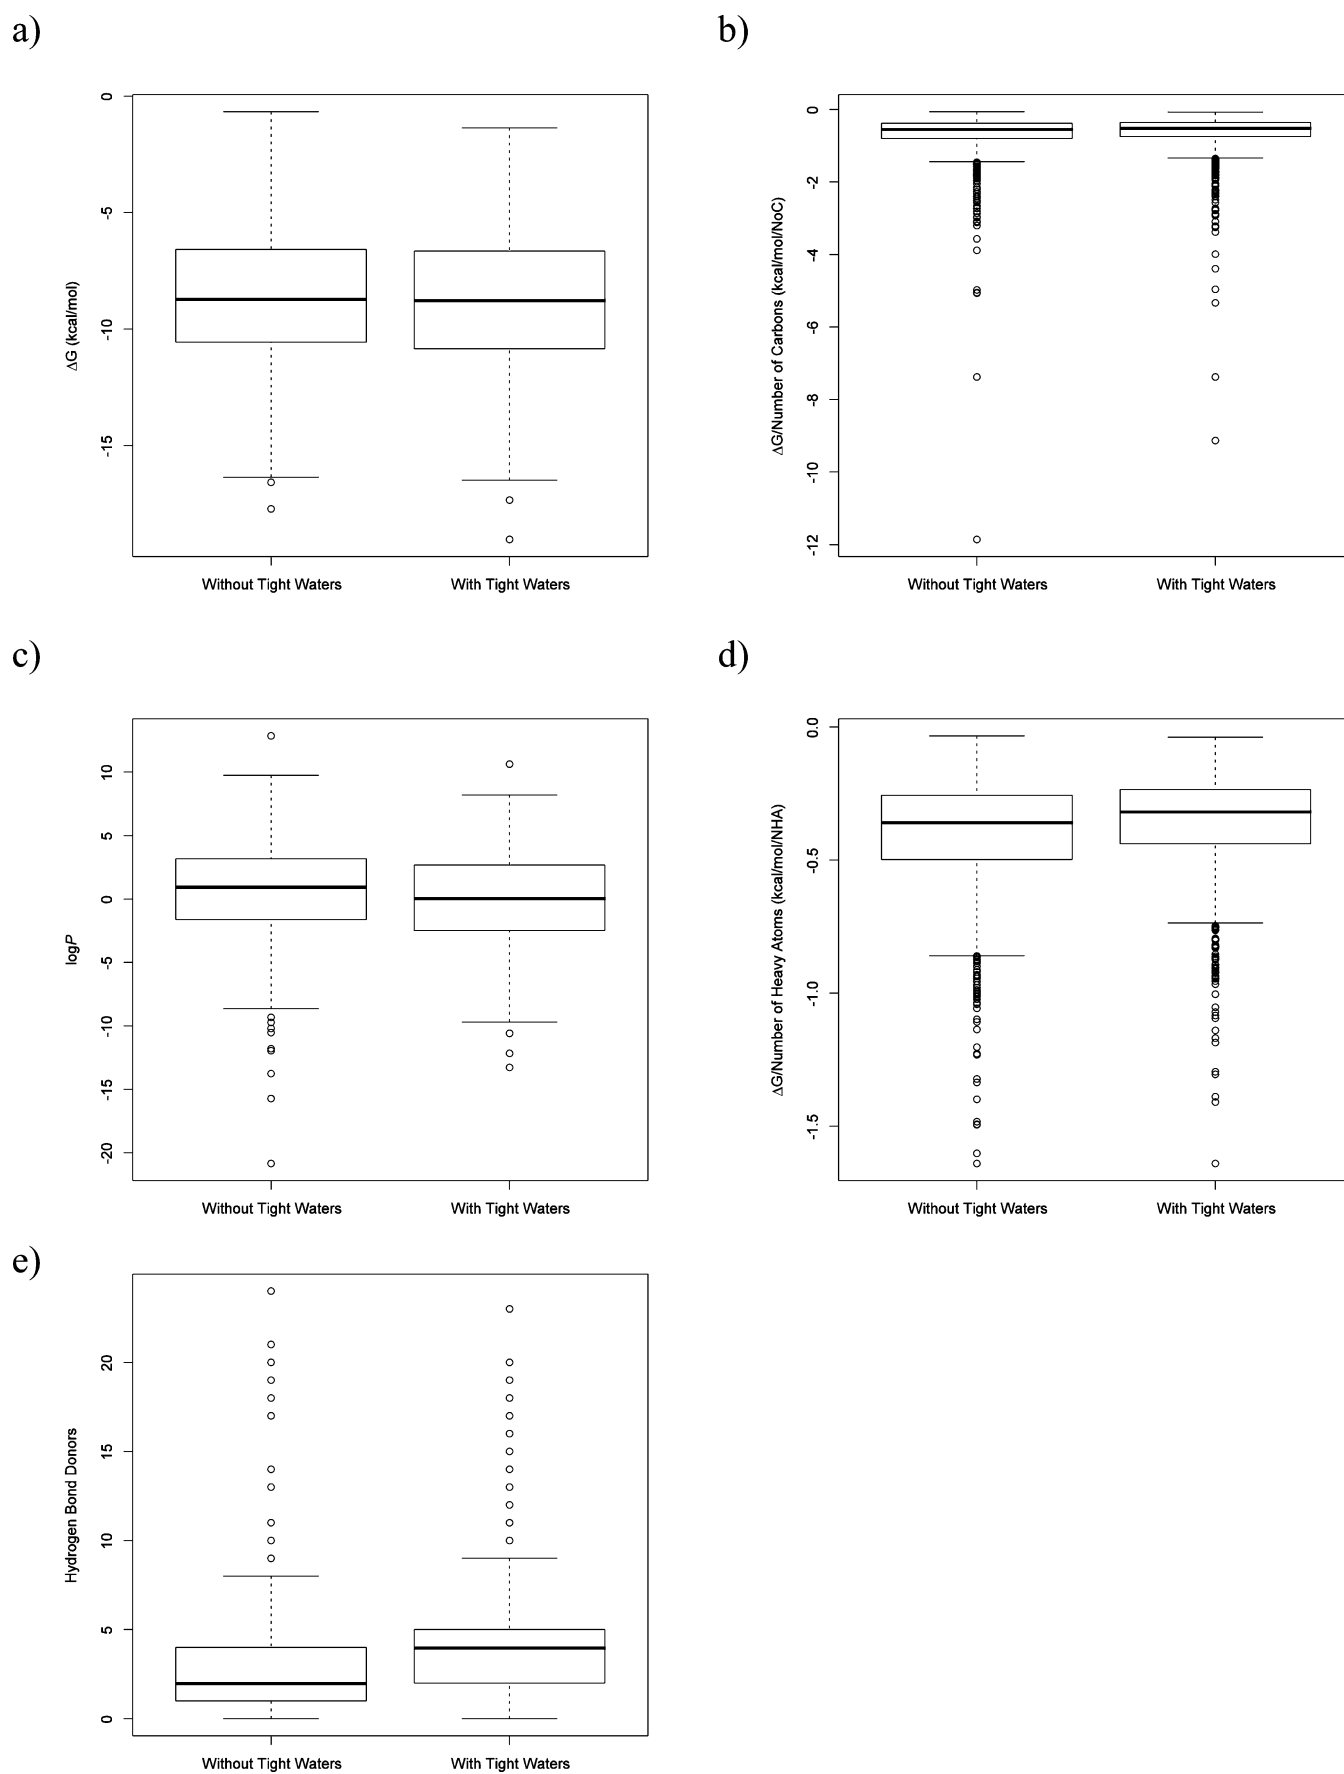 a)
0
-5
-10
-15
ΔG (kcal/mol)
Without Tight Waters
With Tight Waters
b)
0
-2
-4
-6
-8
-10
-12
ΔG/Number of Carbons (kcal/mol/NoC)
Without Tight Waters
With Tight Waters
c)
10
5
0
-5
-10
-15
-20
logP
Without Tight Waters
With Tight Waters
d)
0.0
-0.5
-1.0
-1.5
ΔG/Number of Heavy Atoms (kcal/mol/NHA)
Without Tight Waters
With Tight Waters
e)
20
15
10
5
0
Hydrogen Bond Donors
Without Tight Waters
With Tight Waters